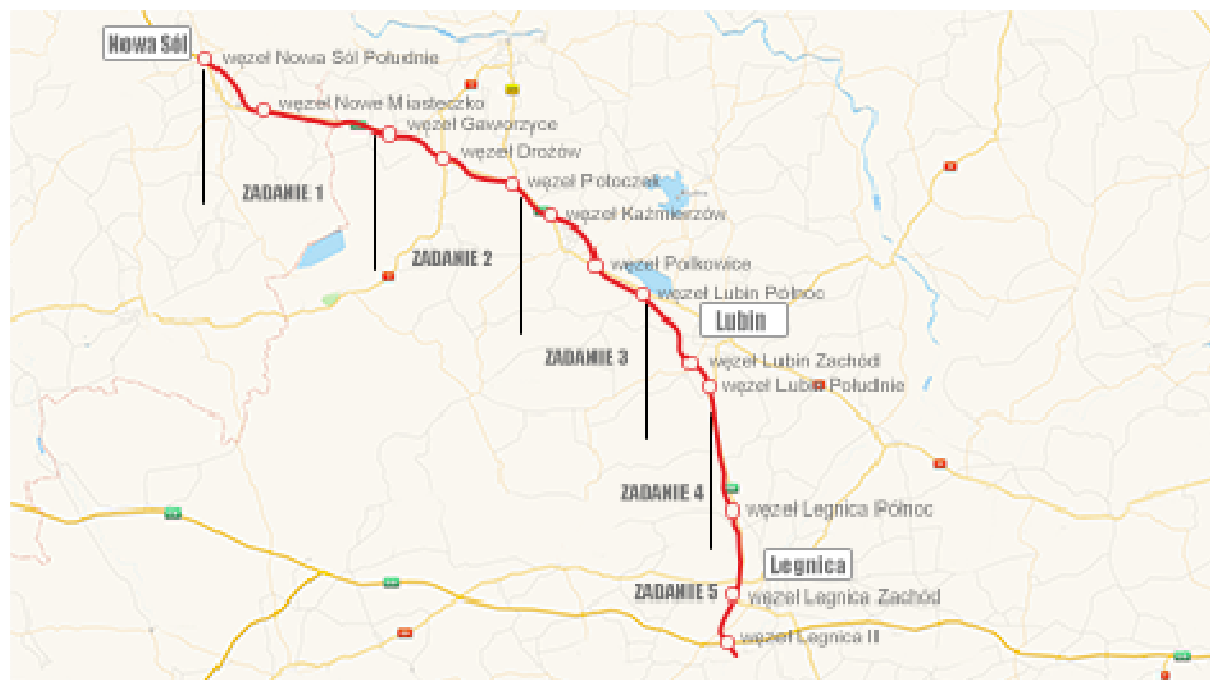 Nowa Sól
węzeł Nowa Sól Południe
węzeł Nowe Miasteczko
węzeł Gaworzyce
węzeł Drożów
węzeł Potoczek
ZADANIE 1
węzeł Kaźmierzów
ZADANIE 2
węzeł Polkowice
węzeł Lubin Północ
Lubin
ZADANIE 3
węzeł Lubin Zachód
węzeł Lubin Południe
ZADANIE 4
węzeł Legnica Północ
Legnica
ZADANIE 5
węzeł Legnica Zachód
węzeł Legnica II